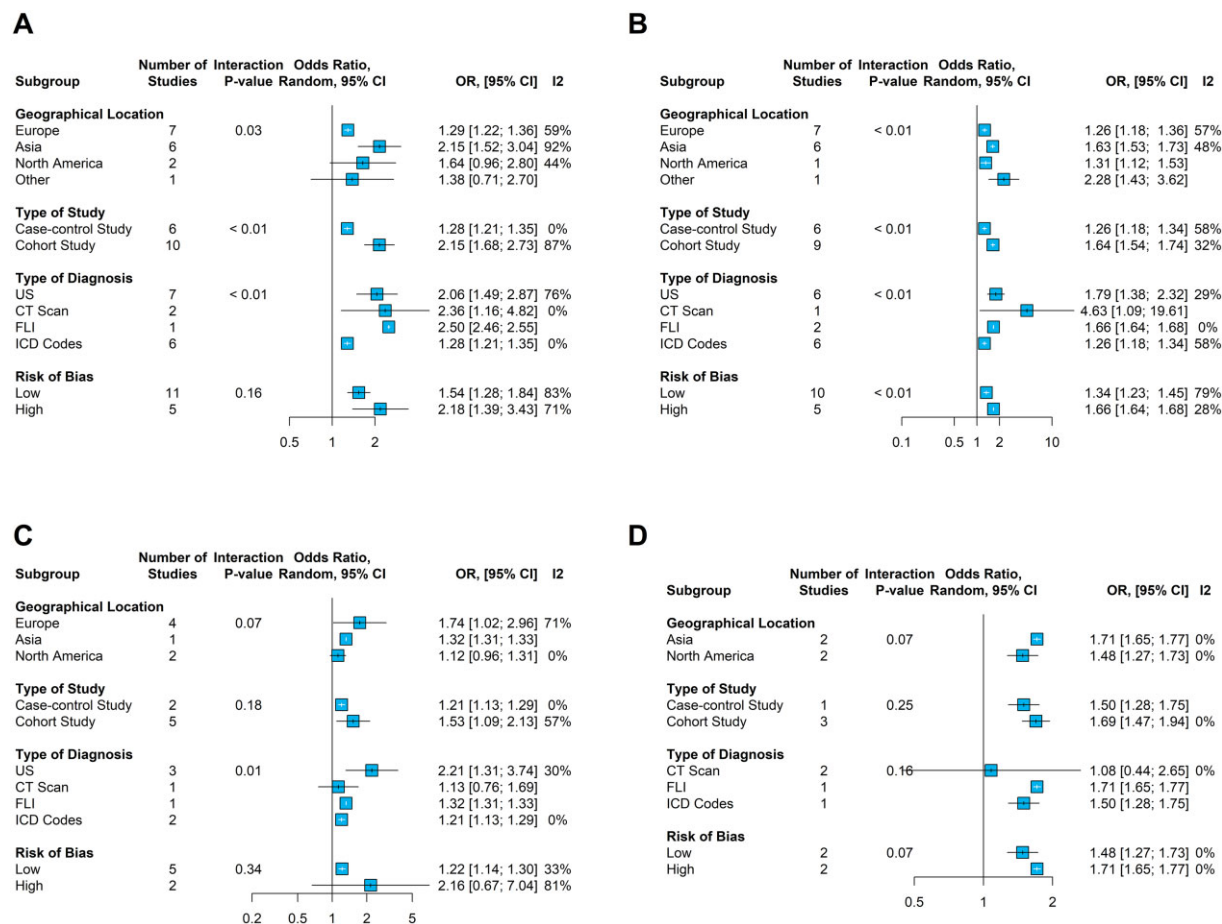 A
Number of Interaction Odds Ratio,
Subgroup Studies P-value Random, 95% CI OR, [95% CI] I2
Geographical Location
Europe 7 0.03 1.29 [1.22; 1.36] 59%
Asia 6 2.15 [1.52; 3.04] 92%
North America 2 1.64 [0.96; 2.80] 44%
Other 1 1.38 [0.71; 2.70]
Type of Study
Case-control Study 6 < 0.01 1.28 [1.21; 1.35] 0%
Cohort Study 10 2.15 [1.68; 2.73] 87%
Type of Diagnosis
US 7 < 0.01 2.06 [1.49; 2.87] 76%
CT Scan 2 2.36 [1.16; 4.82] 0%
FLI 1 2.50 [2.46; 2.55]
ICD Codes 6 1.28 [1.21; 1.35] 0%
Risk of Bias
Low 11 0.16 1.54 [1.28; 1.84] 83%
High 5 2.18 [1.39; 3.43] 71%
0.5 1 2
B
Number of Interaction Odds Ratio,
Subgroup Studies P-value Random, 95% CI OR, [95% CI] I2
Geographical Location
Europe 7 < 0.01 1.26 [1.18; 1.36] 57%
Asia 6 1.63 [1.53; 1.73] 48%
North America 1 1.31 [1.12; 1.53]
Other 1 2.28 [1.43; 3.62]
Type of Study
Case-control Study 6 < 0.01 1.26 [1.18; 1.34] 58%
Cohort Study 9 1.64 [1.54; 1.74] 32%
Type of Diagnosis
US 6 < 0.01 1.79 [1.38; 2.32] 29%
CT Scan 1 4.63 [1.09; 19.61]
FLI 2 1.66 [1.64; 1.68] 0%
ICD Codes 6 1.26 [1.18; 1.34] 58%
Risk of Bias
Low 10 < 0.01 1.34 [1.23; 1.45] 79%
High 5 1.66 [1.64; 1.68] 28%
0.1 0.5 1 2 10
C
Number of Interaction Odds Ratio,
Subgroup Studies P-value Random, 95% CI OR, [95% CI] I2
Geographical Location
Europe 4 0.07 1.74 [1.02; 2.96] 71%
Asia 1 1.32 [1.31; 1.33]
North America 2 1.12 [0.96; 1.31] 0%
Type of Study
Case-control Study 2 0.18 1.21 [1.13; 1.29] 0%
Cohort Study 5 1.53 [1.09; 2.13] 57%
Type of Diagnosis
US 3 0.01 2.21 [1.31; 3.74] 30%
CT Scan 1 1.13 [0.76; 1.69]
FLI 1 1.32 [1.31; 1.33]
ICD Codes 2 1.21 [1.13; 1.29] 0%
Risk of Bias
Low 5 0.34 1.22 [1.14; 1.30] 33%
High 2 2.16 [0.67; 7.04] 81%
0.2 0.5 1 2 5
D
Number of Interaction Odds Ratio,
Subgroup Studies P-value Random, 95% CI OR, [95% CI] I2
Geographical Location
Asia 2 0.07 1.71 [1.65; 1.77] 0%
North America 2 1.48 [1.27; 1.73] 0%
Type of Study
Case-control Study 1 0.25 1.50 [1.28; 1.75]
Cohort Study 3 1.69 [1.47; 1.94] 0%
Type of Diagnosis
CT Scan 2 0.16 1.08 [0.44; 2.65] 0%
FLI 1 1.71 [1.65; 1.77]
ICD Codes 1 1.50 [1.28; 1.75]
Risk of Bias
Low 2 0.07 1.48 [1.27; 1.73] 0%
High 2 1.71 [1.65; 1.77] 0%
0.5 1 2